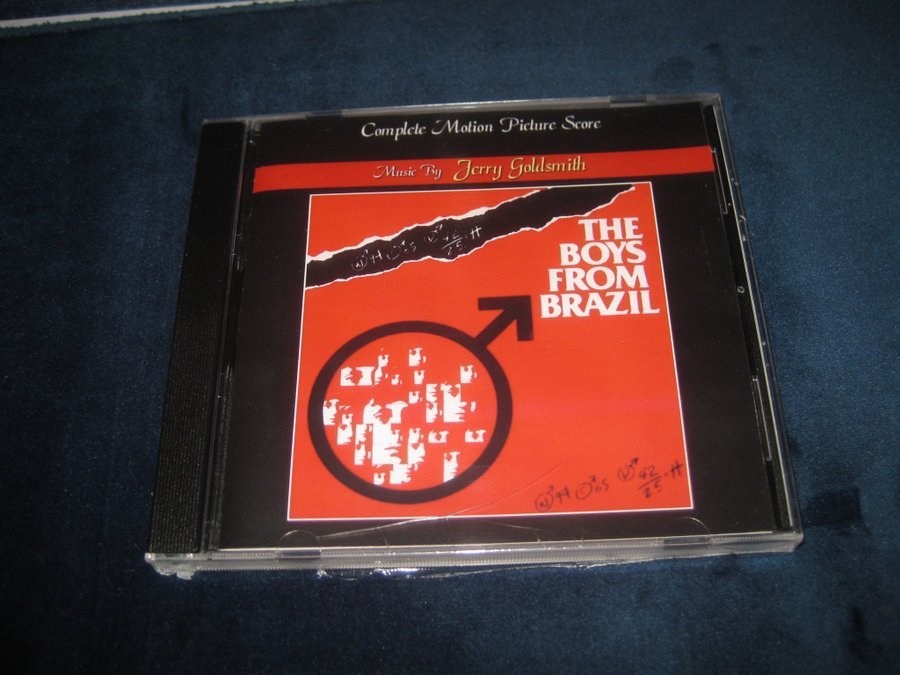 Complete Motion Picture Score
Music By Jerry Goldsmith
THE
BOYS
FROM
BRAZIL